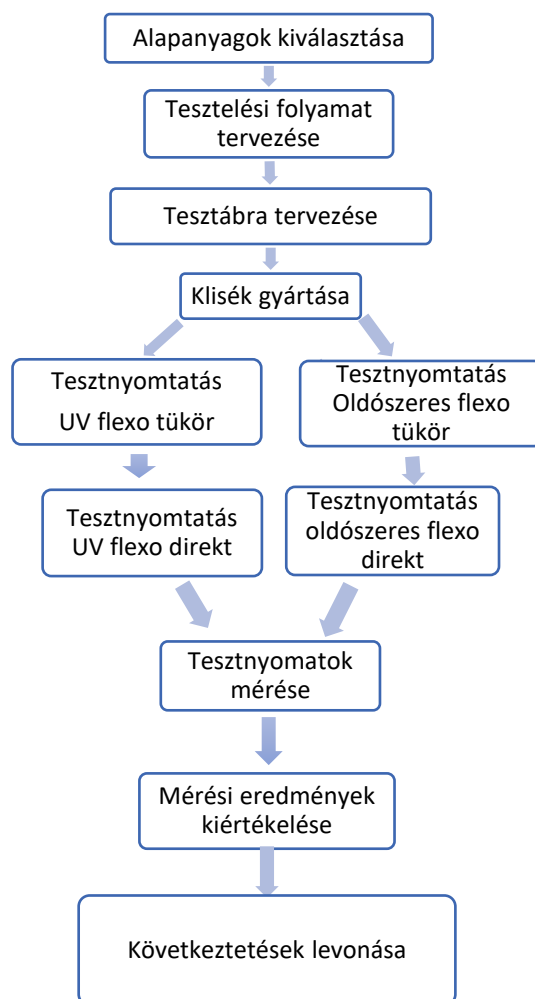 Alapanyagok kiválasztása
Tesztelési folyamat
tervezése
Tesztábra tervezése
Klisék gyártása
Tesztnyomtatás
UV flexo tükör
Tesztnyomtatás
Oldószeres flexo
tükör
Tesztnyomtatás
UV flexo direkt
Tesztnyomtatás
oldószeres flexo
direkt
Tesztnyomatok
mérése
Mérési eredmények
kiértékelése
Következtetések levonása